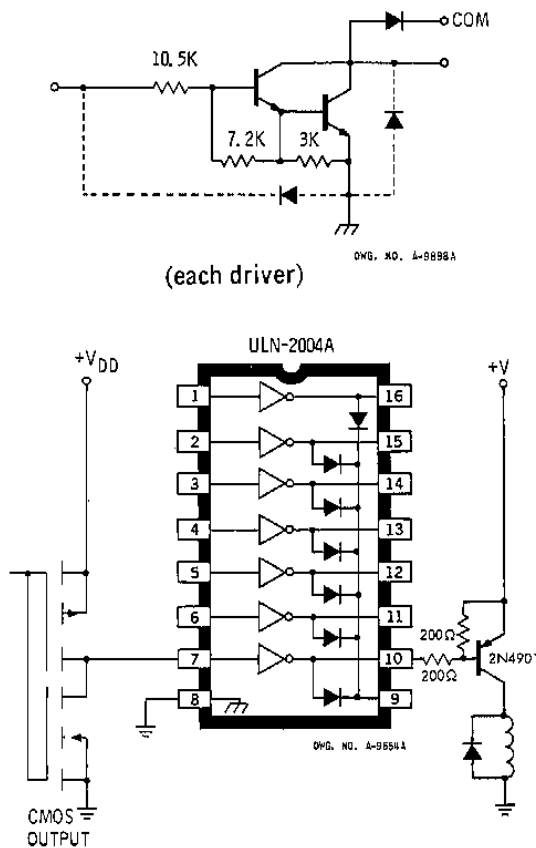 COM
10.5K
7.2K 3K
DWG. NO. A-9898A
(each driver)
ULN-2004A
+VDD +V
1 16
2 15
3 14
4 13
5 12
6 11
200Ω
7 10
200Ω
8 9
DWG. NO. A-9654A
CMOS
OUTPUT